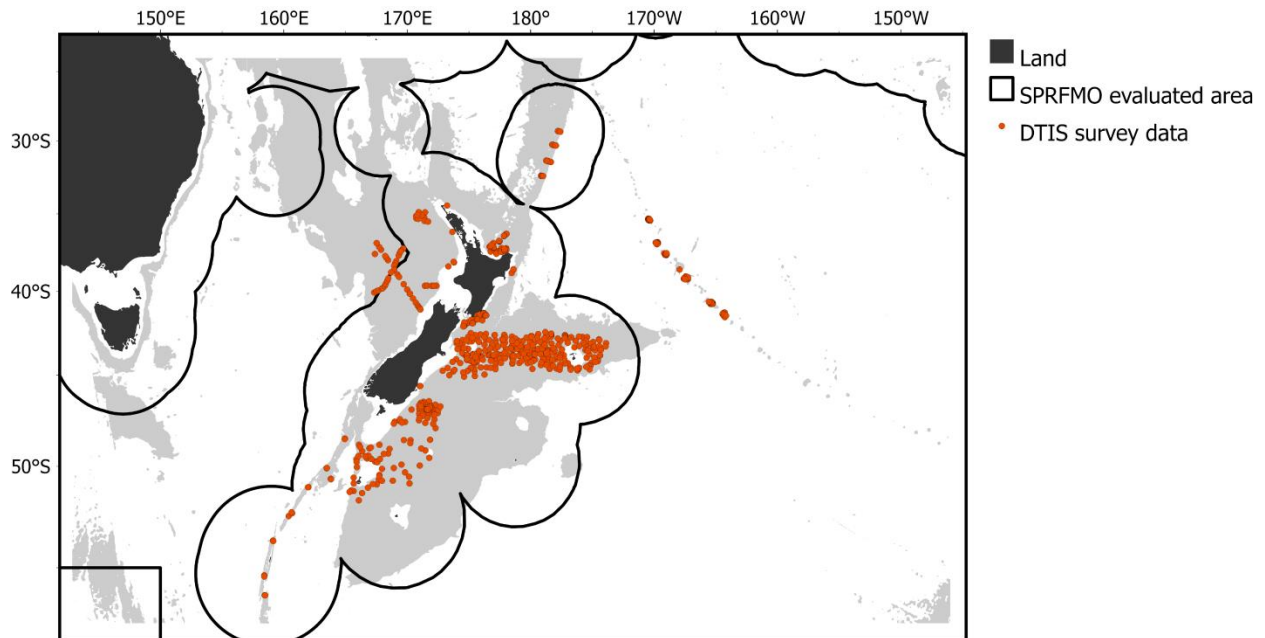 150°E 160°E 170°E 180° 170°W 160°W 150°W
Land
SPRFMO evaluated area
DTIS survey data
30°S
40°S
50°S